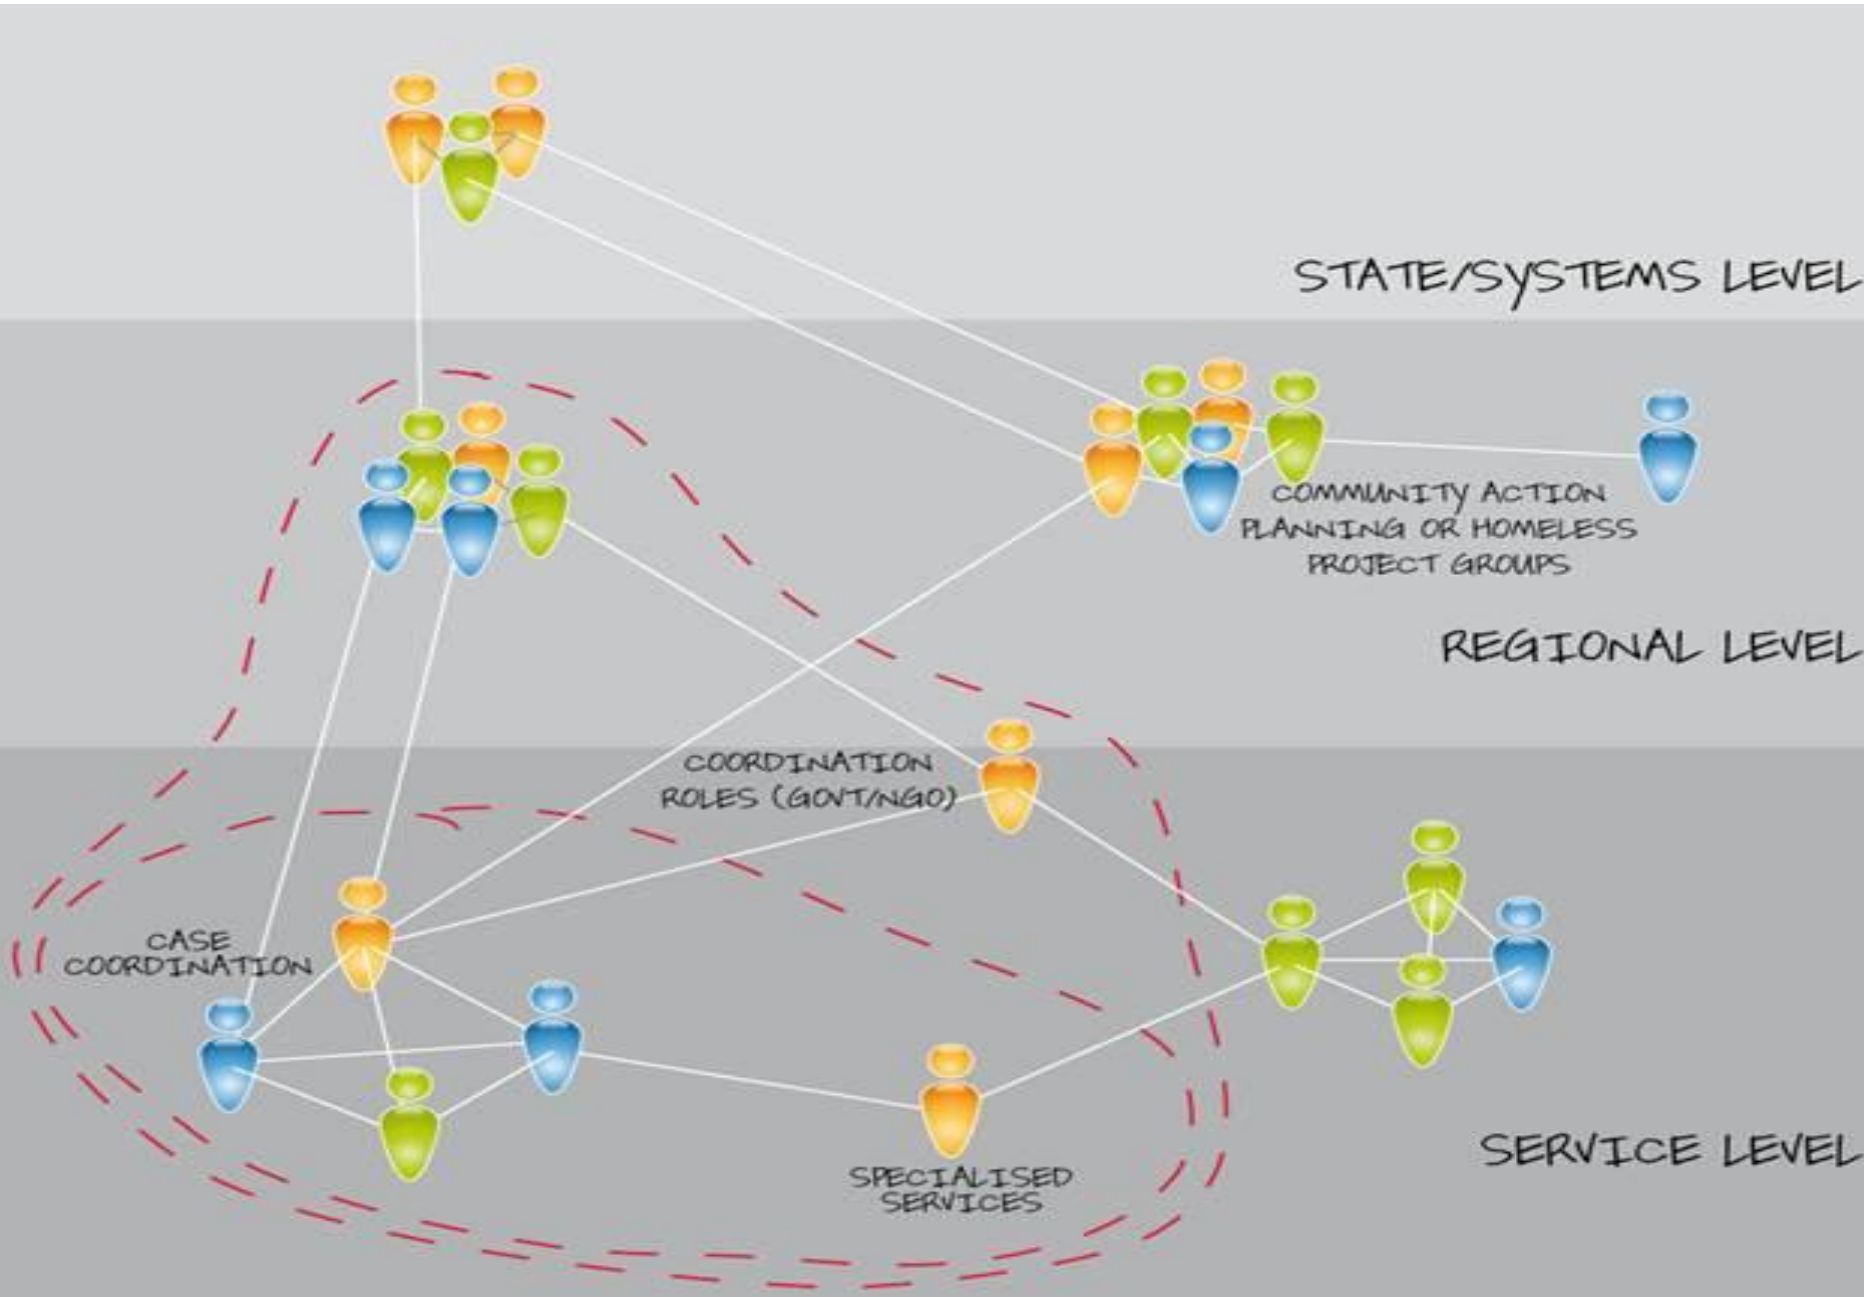 STATE/SYSTEMS LEVEL
COMMUNITY ACTION
PLANNING OR HOMELESS
PROJECT GROUPS
REGIONAL LEVEL
COORDINATION
ROLES (GOVT/NGO)
CASE
COORDINATION
SERVICE LEVEL
SPECIALISED
SERVICES